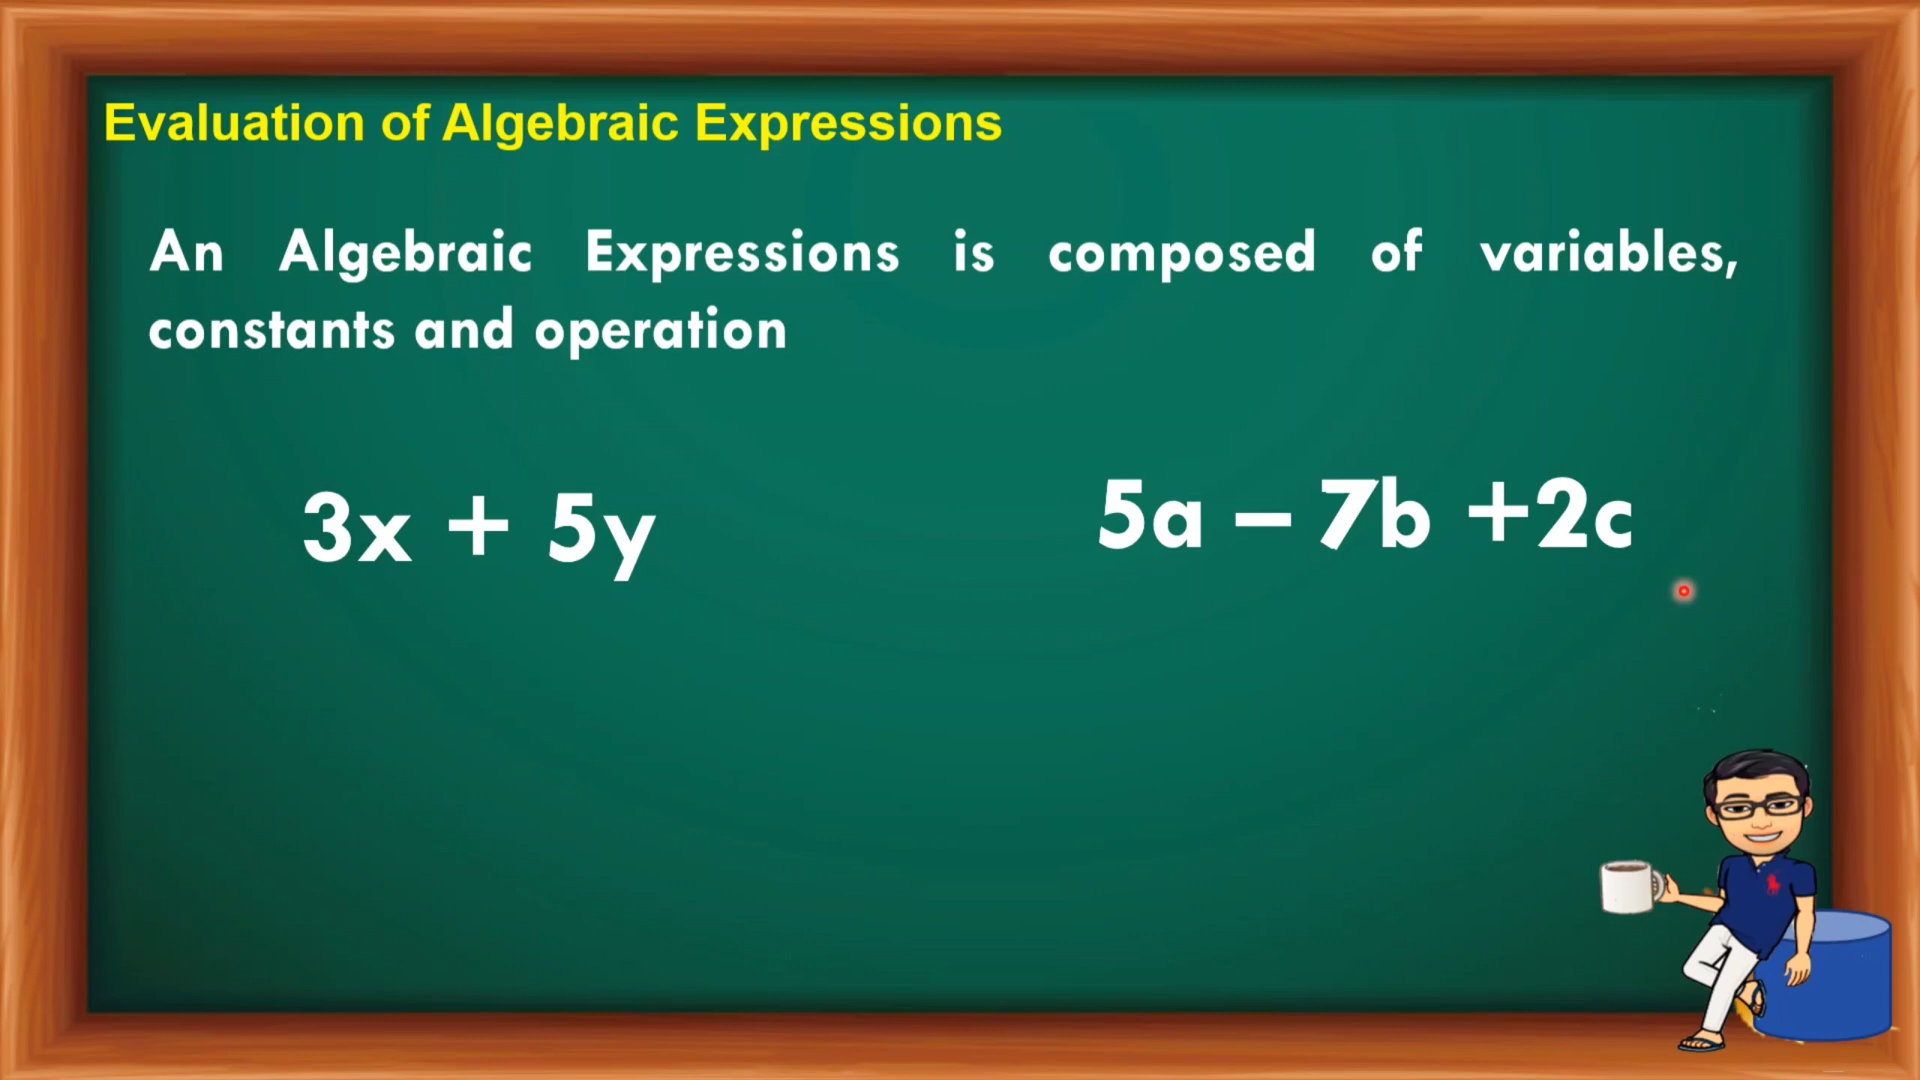 Evaluation of Algebraic Expressions
An Algebraic Expressions is composed of variables,
constants and operation
3x + 5y
5a – 7b +2c